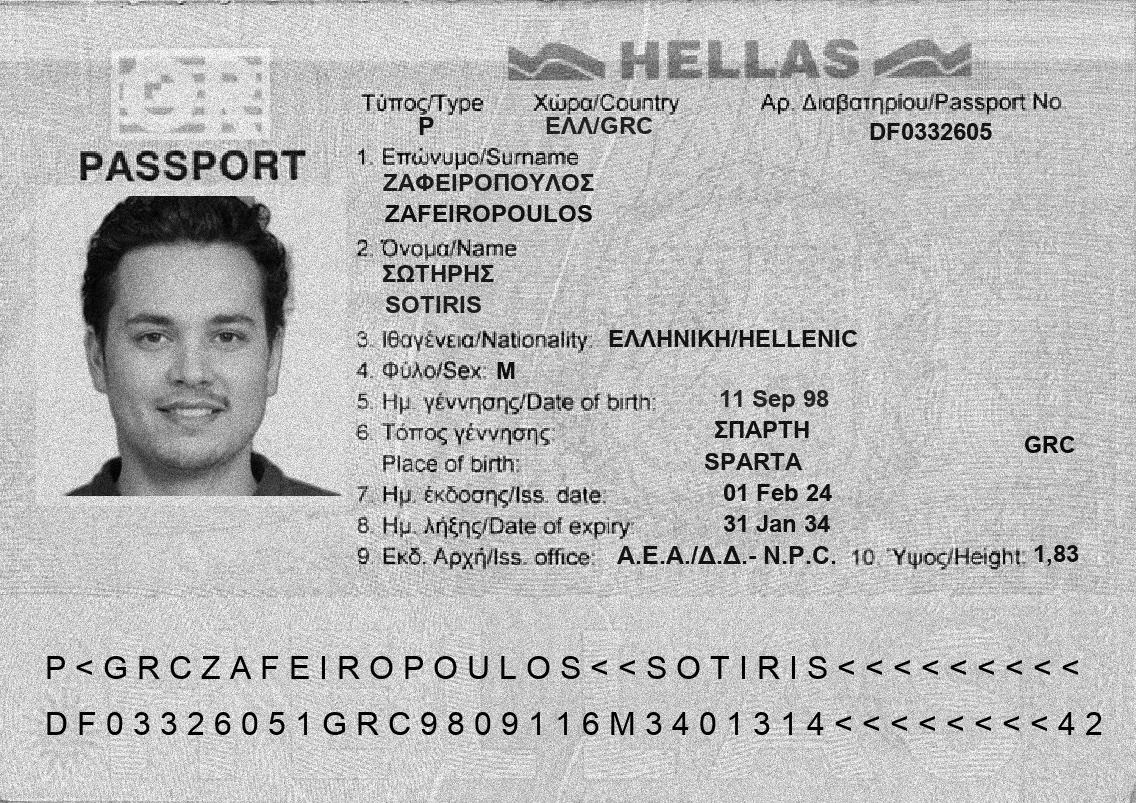 GR
HELLAS
PASSPORT
Τύπος/Type Χώρα/Country Αρ. Διαβατηρίου/Passport No
P ΕΛΛ/GRC DF0332605
1. Επώνυμο/Surname
ΖΑΦΕΙΡΟΠΟΥΛΟΣ
ZAFEIROPOULOS
2. Όνομα/Name
ΣΩΤΗΡΗΣ
SOTIRIS
3. Ιθαγένεια/Nationality: ΕΛΛΗΝΙΚΗ/HELLENIC
4. Φύλο/Sex: M
5. Ημ. γέννησης/Date of birth: 11 Sep 98
6. Τόπος γέννησης ΣΠΑΡΤΗ
GRC
Place of birth: SPARTA
7. Ημ. έκδοσης/Iss. date: 01 Feb 24
8. Ημ. λήξης/Date of expiry: 31 Jan 34
9 Εκδ. Αρχή/Iss. office: Α.Ε.Α./Δ.Δ.- N.P.C. 10. Ύψος/Height: 1,83
P<GRCZAFEIROPOULOS<<SOTIRIS<<<<<<<<<
DF03326051GRC9809116M3401314<<<<<<<<42